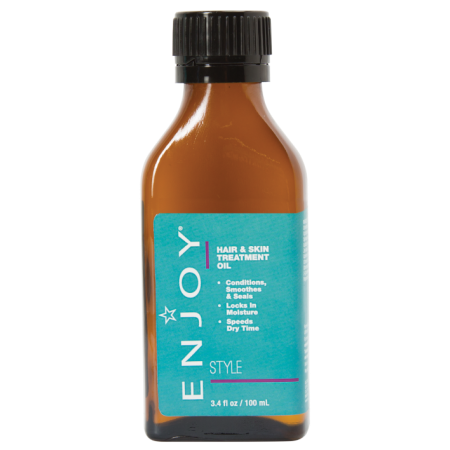 ENJOY®
HAIR & SKIN
TREATMENT
OIL
• Conditions,
Smoothes
& Seals
• Locks In
Moisture
• Speeds
Dry Time
STYLE
3.4 fl oz / 100 mL